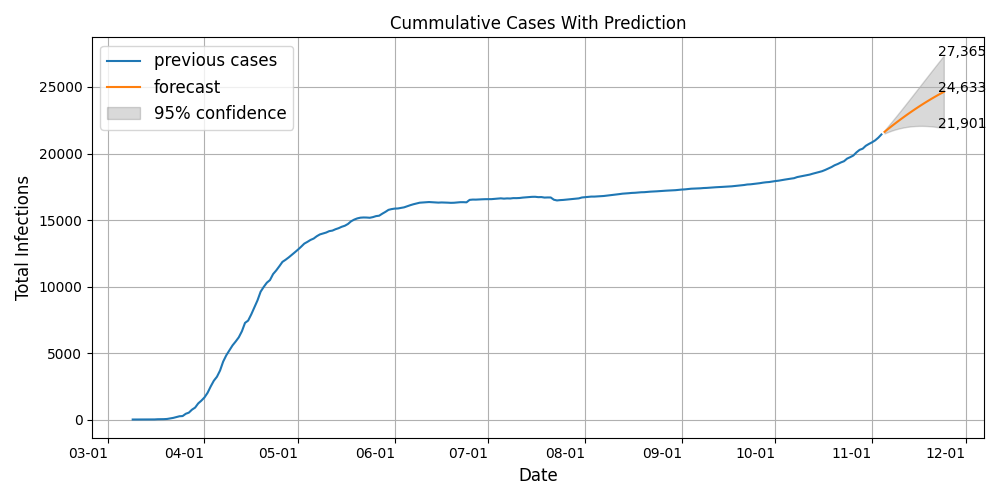 Cummulative Cases With Prediction
previous cases
forecast
95% confidence
27,365
24,633
21,901
25000
20000
15000
10000
5000
0
Total Infections
03-01 04-01 05-01 06-01 07-01 08-01 09-01 10-01 11-01 12-01
Date